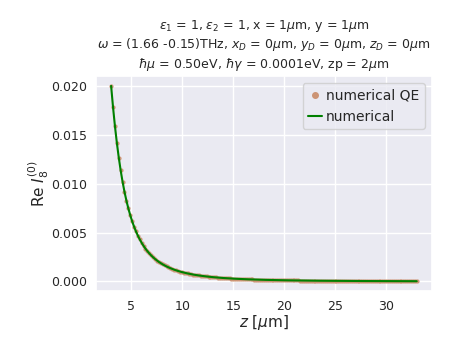 ε₁ = 1, ε₂ = 1, x = 1μm, y = 1μm
ω = (1.66 -0.15)THz, x_D = 0μm, y_D = 0μm, z_D = 0μm
ħμ = 0.50eV, ħγ = 0.0001eV, zp = 2μm
numerical QE
numerical
Re I₈⁽⁰⁾
0.020
0.015
0.010
0.005
0.000
5 10 15 20 25 30
z [μm]